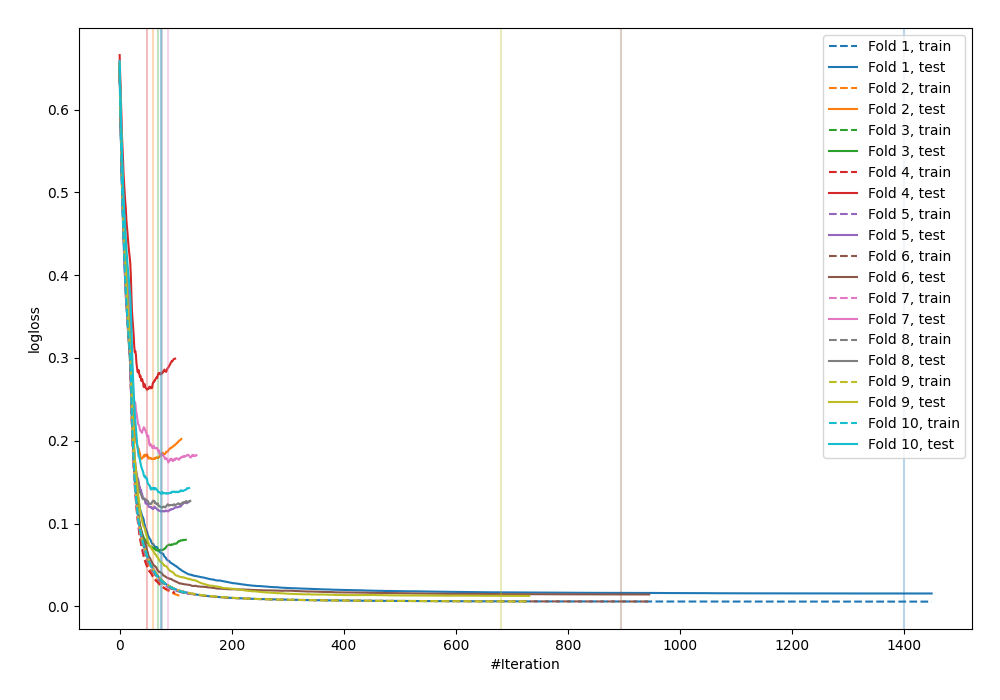 0.6
0.5
0.4
0.3
0.2
0.1
0.0
logloss
0
200
400
600
800
1000
1200
1400
#Iteration
Fold 1, train
Fold 1, test
Fold 2, train
Fold 2, test
Fold 3, train
Fold 3, test
Fold 4, train
Fold 4, test
Fold 5, train
Fold 5, test
Fold 6, train
Fold 6, test
Fold 7, train
Fold 7, test
Fold 8, train
Fold 8, test
Fold 9, train
Fold 9, test
Fold 10, train
Fold 10, test